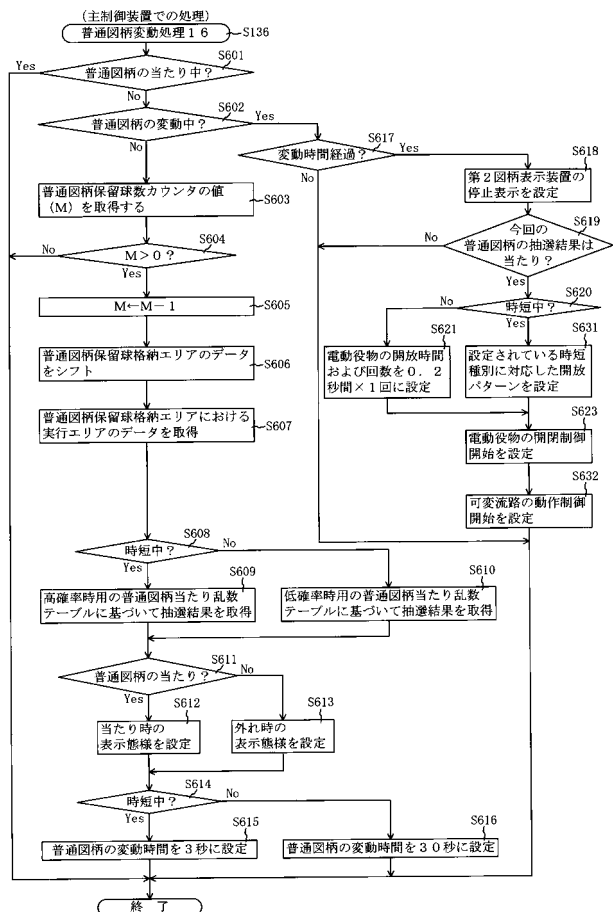 (主制御装置での処理)
普通図柄変動処理16
S136
S601
Yes
普通図柄の当たり中?
No
S602
普通図柄の変動中?
Yes
No
S617
変動時間経過?
Yes
No
S618
第2図柄表示装置の
停止表示を設定
普通図柄保留球数カウンタの値
(M)を取得する
S603
S619
今回の
普通図柄の抽選結果は
当たり?
No
Yes
S604
No
M>0?
Yes
S620
No
時短中?
Yes
M←M-1
S605
S621
電動役物の開放時間
および回数を0.2
秒間×1回に設定
S631
設定されている時短
種別に対応した開放
パターンを設定
普通図柄保留球格納エリアのデータ
をシフト
S606
普通図柄保留球格納エリアにおける
実行エリアのデータを取得
S607
S623
電動役物の開閉制御
開始を設定
S632
可変流路の動作制御
開始を設定
S608
時短中?
No
Yes
S609
高確率時用の普通図柄当たり乱数
テーブルに基づいて抽選結果を取得
S610
低確率時用の普通図柄当たり乱数
テーブルに基づいて抽選結果を取得
S611
普通図柄の当たり?
No
Yes
S612
当たり時の
表示態様を設定
S613
外れ時の
表示態様を設定
S614
時短中?
No
Yes
S615
普通図柄の変動時間を3秒に設定
S616
普通図柄の変動時間を30秒に設定
終了